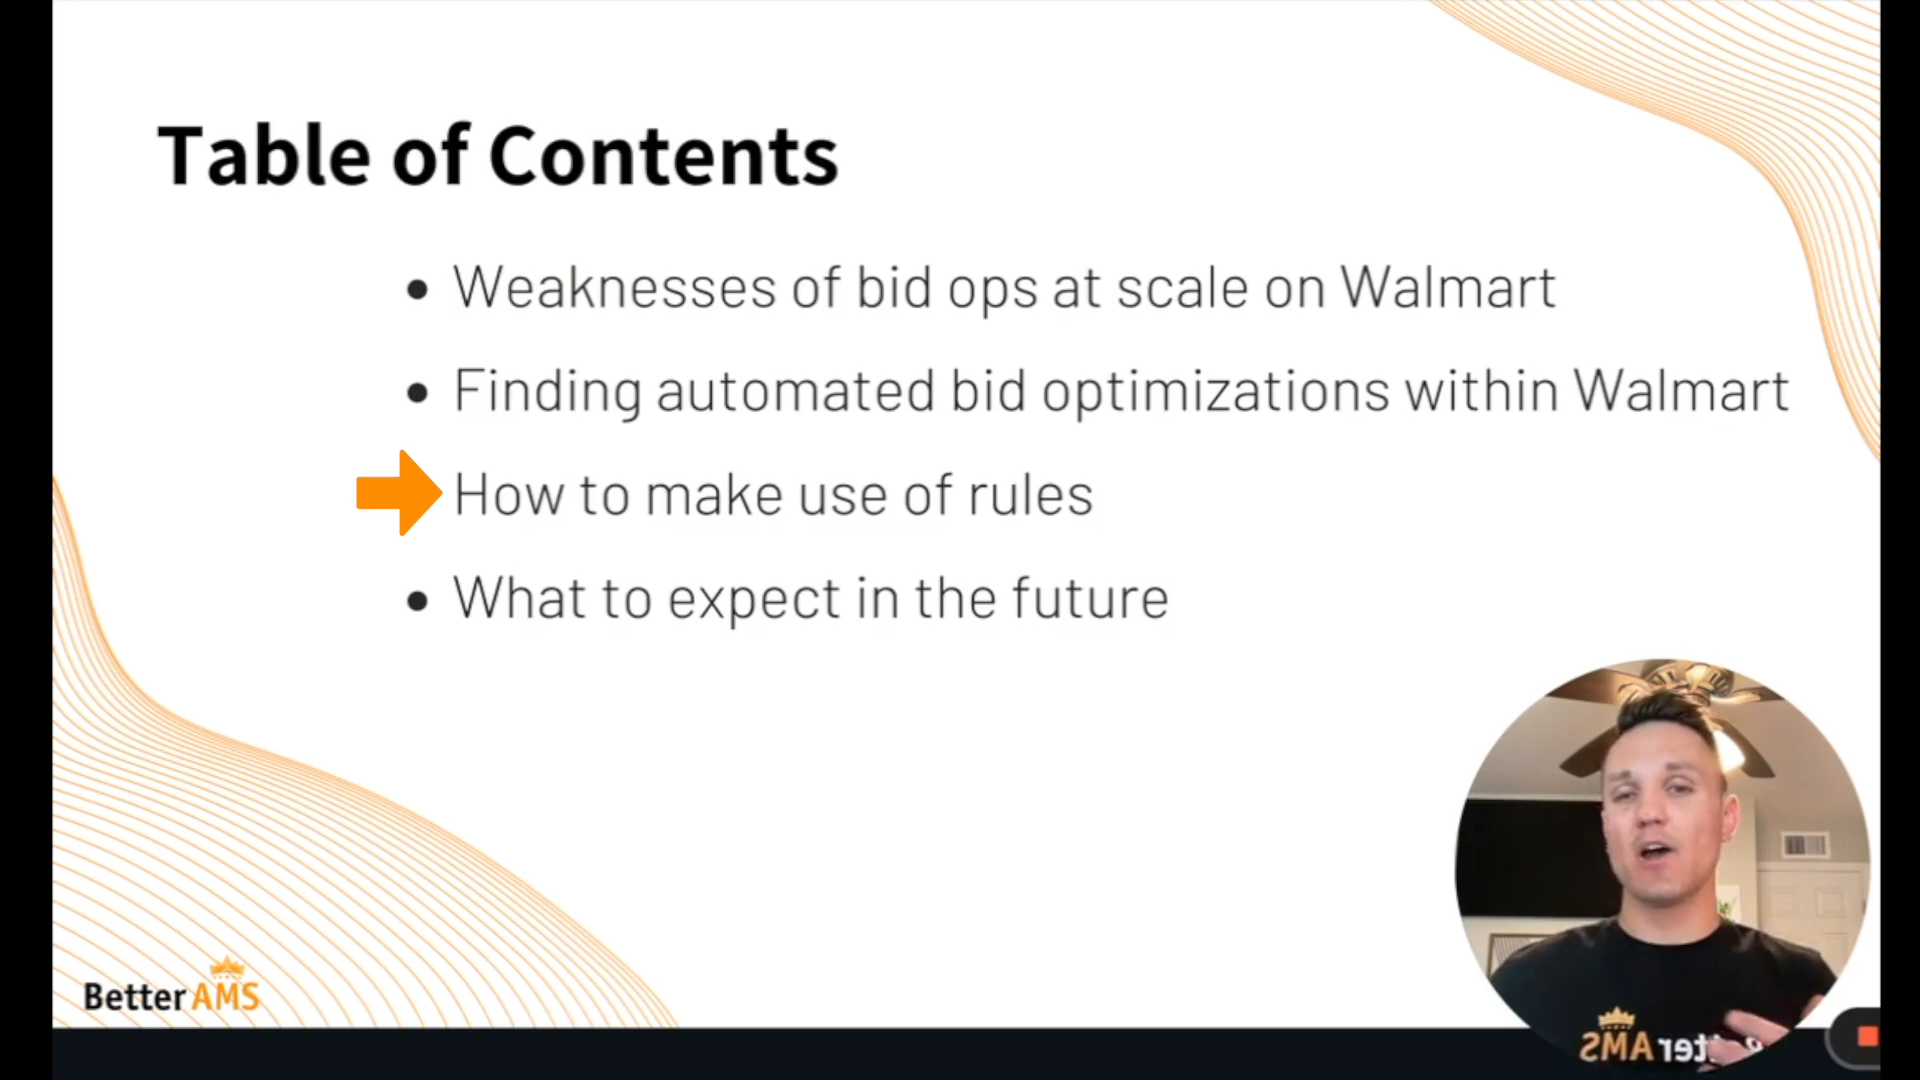 Table of Contents
Weaknesses of bid ops at scale on Walmart
Finding automated bid optimizations within Walmart
How to make use of rules
What to expect in the future
BetterAMS
AMS